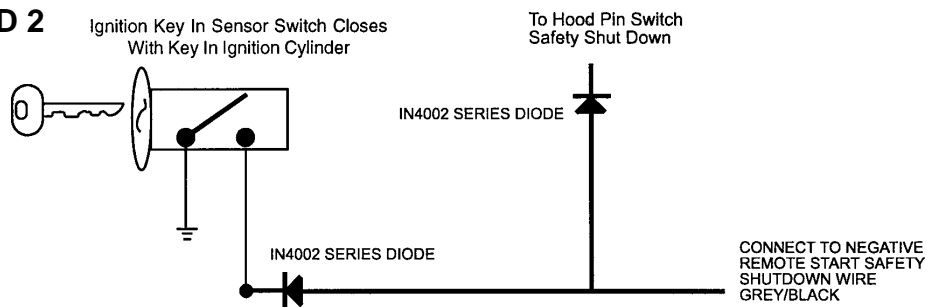 D 2
Ignition Key In Sensor Switch Closes
With Key In Ignition Cylinder
To Hood Pin Switch
Safety Shut Down
IN4002 SERIES DIODE
IN4002 SERIES DIODE
CONNECT TO NEGATIVE
REMOTE START SAFETY
SHUTDOWN WIRE
GREY/BLACK